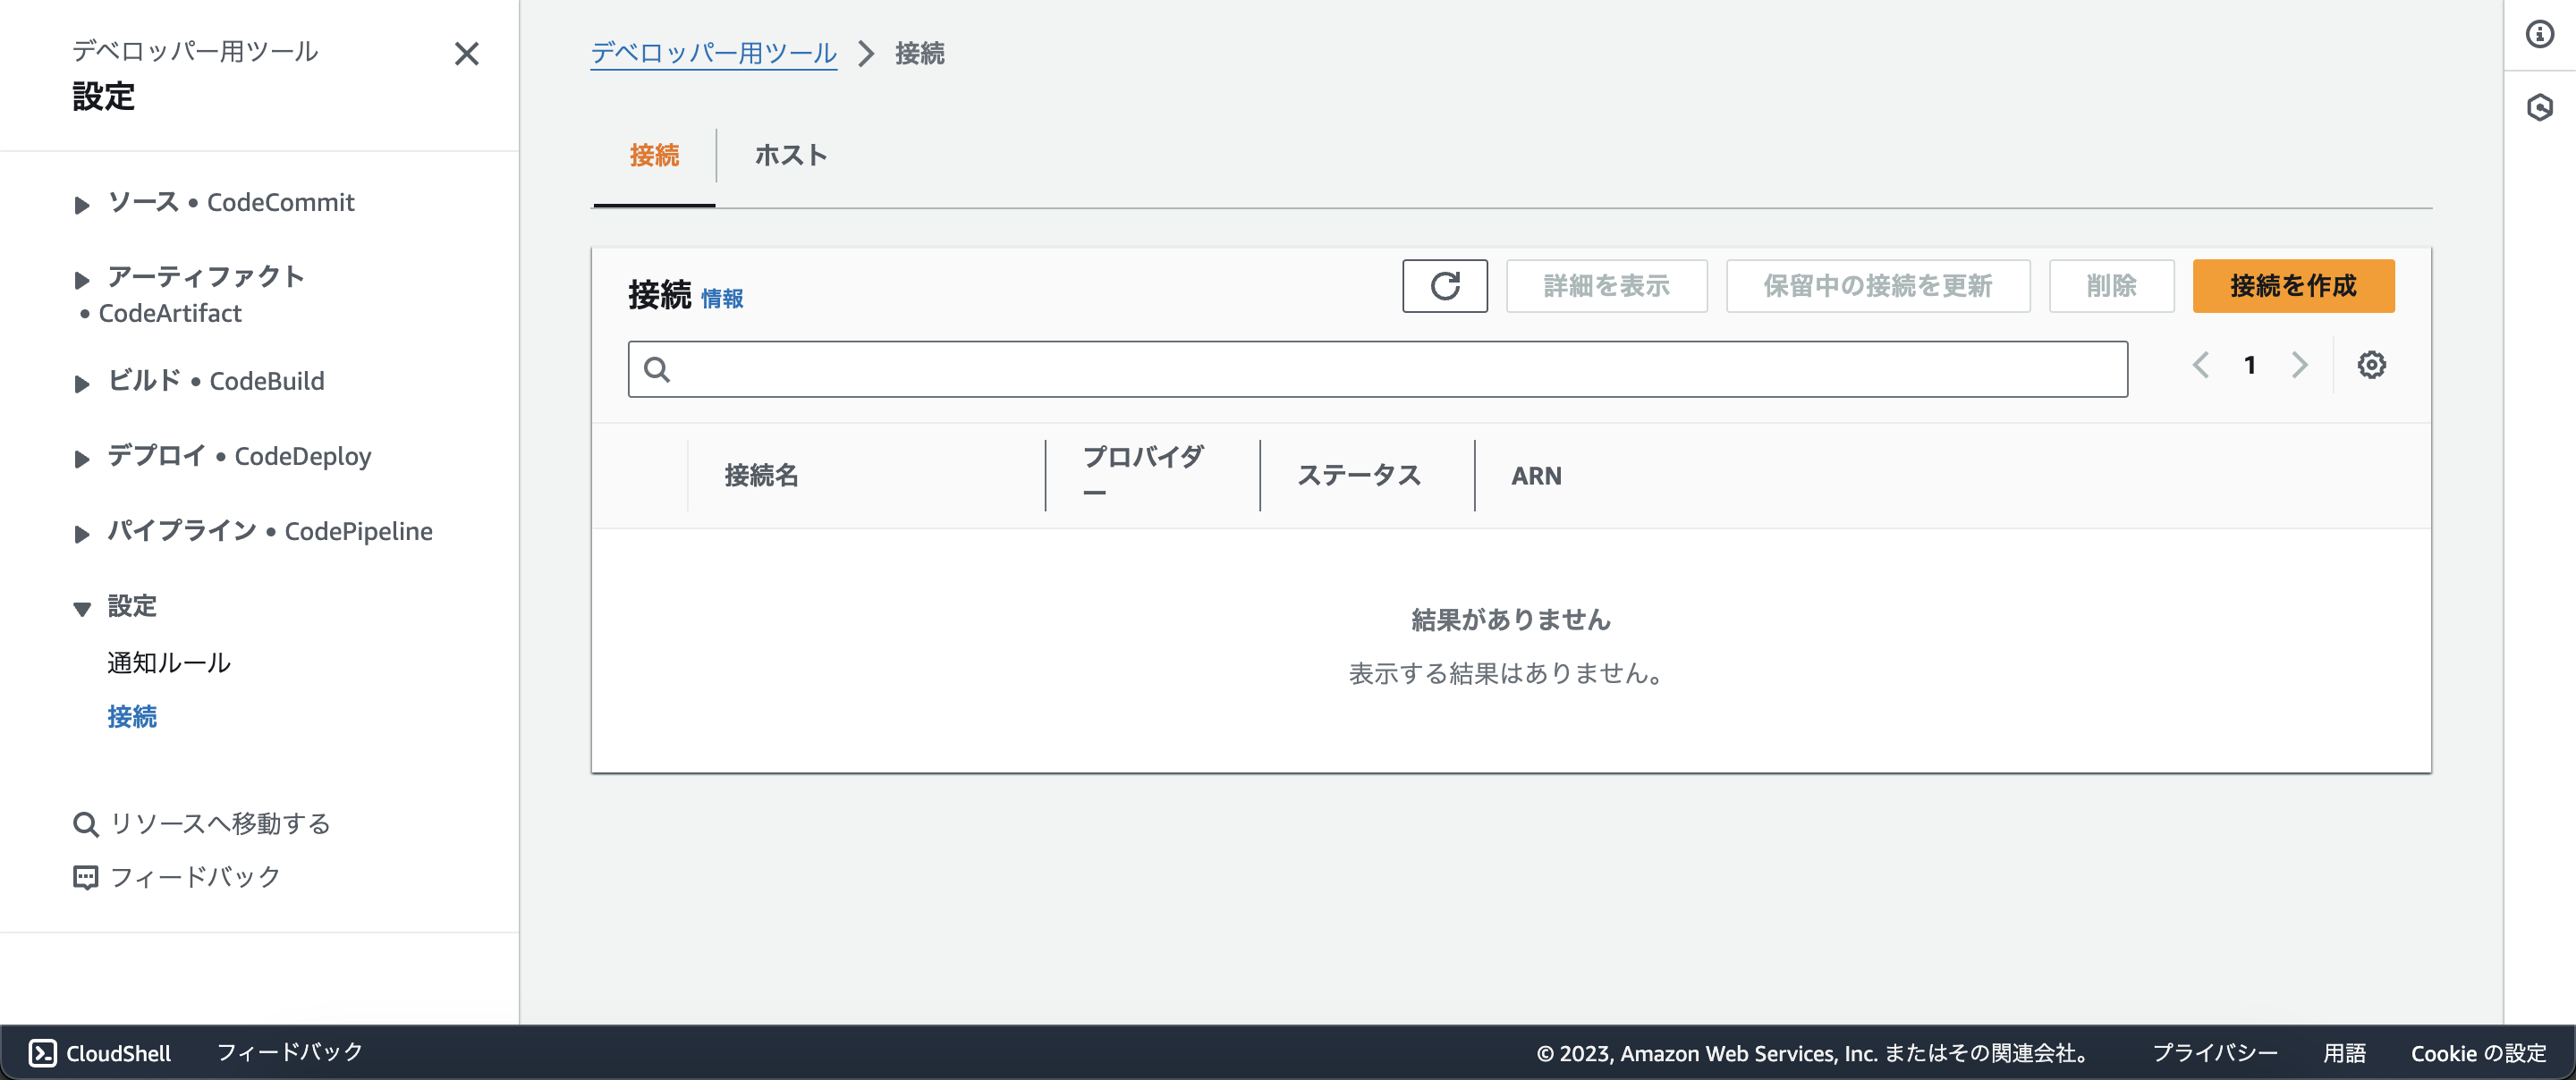 デベロッパー用ツール
設定
ソース • CodeCommit
アーティファクト
• CodeArtifact
ビルド • CodeBuild
デプロイ • CodeDeploy
パイプライン • CodePipeline
設定
通知ルール
接続
リソースへ移動する
フィードバック
デベロッパー用ツール 接続
接続 ホスト
接続 情報 詳細を表示 保留中の接続を更新 削除 接続を作成
1
接続名 プロバイダー ステータス ARN
結果がありません
表示する結果はありません。
CloudShell フィードバック © 2023, Amazon Web Services, Inc. またはその関連会社。 プライバシー 用語 Cookie の設定